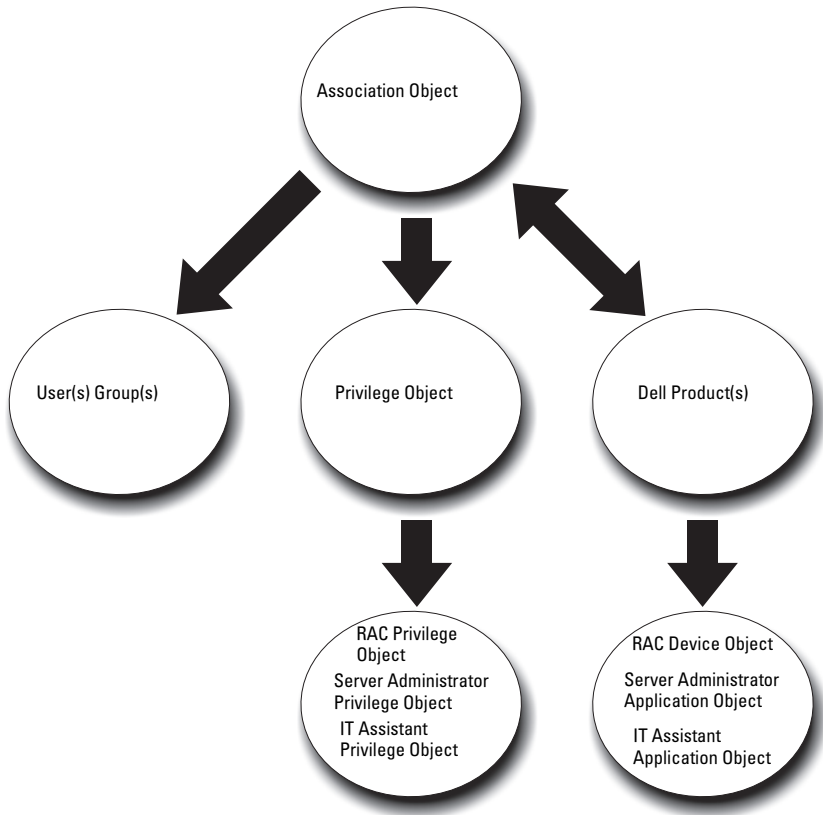 Association Object
User(s) Group(s)
Privilege Object
Dell Product(s)
RAC Privilege
Object
Server Administrator
Privilege Object
IT Assistant
Privilege Object
RAC Device Object
Server Administrator
Application Object
IT Assistant
Application Object